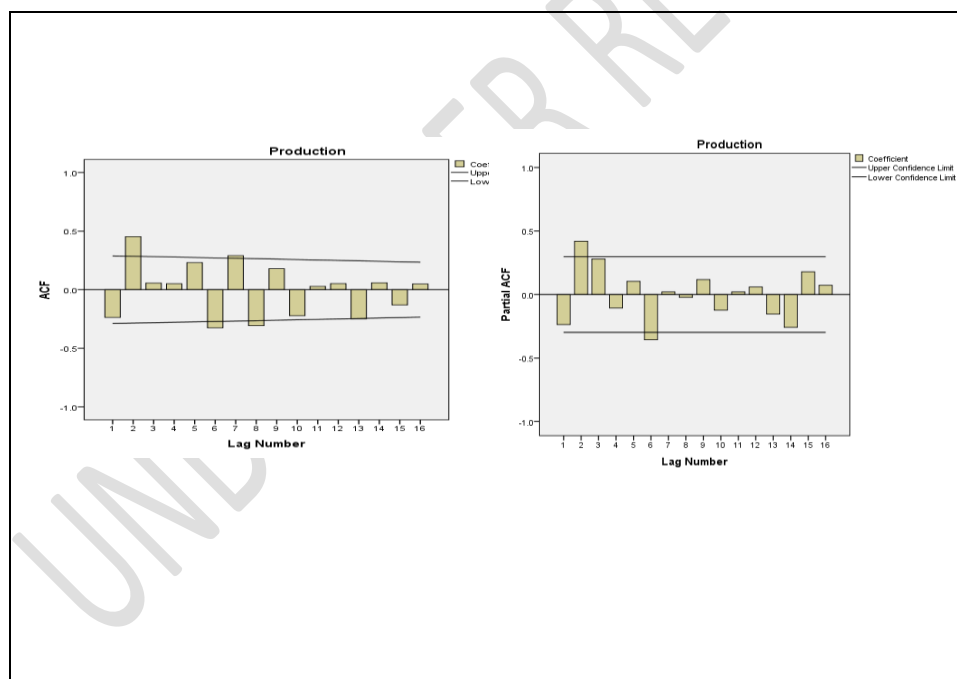 UNDER RE
Production
Coef
Upp
Low
1.0
0.5
0.0
-0.5
-1.0
ACF
1 2 3 4 5 6 7 8 9 10 11 12 13 14 15 16
Lag Number
Production
Coefficient
Upper Confidence Limit
Lower Confidence Limit
1.0
0.5
0.0
-0.5
-1.0
Partial ACF
1 2 3 4 5 6 7 8 9 10 11 12 13 14 15 16
Lag Number